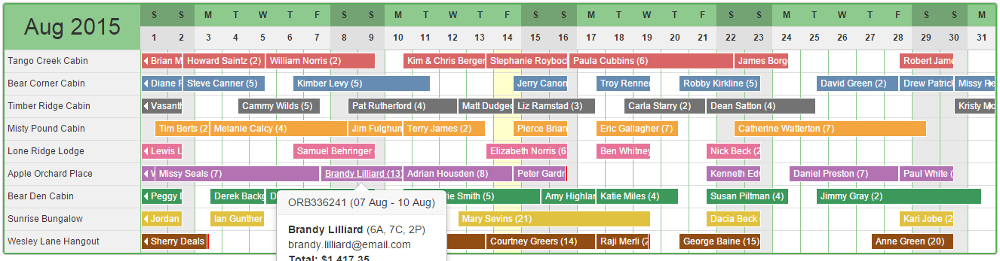 Aug 2015
S S M T W T F S S M T W T F S S M T W T F S S M T W T F S S M
1 2 3 4 5 6 7 8 9 10 11 12 13 14 15 16 17 18 19 20 21 22 23 24 25 26 27 28 29 30 31
Tango Creek Cabin Brian M Howard Saintz (2) William Norris (2) Kim & Chris Berger Stephanie Royboc Paula Cubbins (6) James Borg Robert Jame
Bear Corner Cabin Diane Steve Canner (5) Kimber Levy (5) Jerry Canon Troy Renner Robby Kirkline (5) David Green (2) Drew Patric Missy
Timber Ridge Cabin Vasanth Cammy Wilds (5) Pat Rutherford (4) Matt Dudge Liz Ramstad (3) Carla Starry (2) Dean Satton (4) Kristy
Misty Pound Cabin Tim Berts (2 Melanie Calcy (4) Jim Fulghun Terry James (2) Pierce Brian Eric Gallagher (7) Catherine Watterton (7)
Lone Ridge Lodge Lewis L Samuel Behringer Elizabeth Norris (6 Ben Whitney Nick Beck (2
Apple Orchard Place Missy Seals (7) Brandy Lilliard (13) Adrian Housden (8) Peter Gardn Kenneth Ed Daniel Preston (7) Paul White (
Bear Den Cabin Peggy Derek Backg D rie Smith (5) Amy Highlan Katie Miles (4) Susan Piltman (4) Jimmy Gray (2)
ORB336241 (07 Aug - 10 Aug)
Sunrise Bungalow Jordan Ian Gunther Mary Sevins (21) Dacia Beck Kari Jobe (2
Brandy Lilliard (6A, 7C, 2P)
Wesley Lane Hangout Sherry Deals Courtney Greers (14) Raji Merli (2 George Baine (15) Anne Green (20)
brandy.lilliard@email.com
Total: $1,417.35